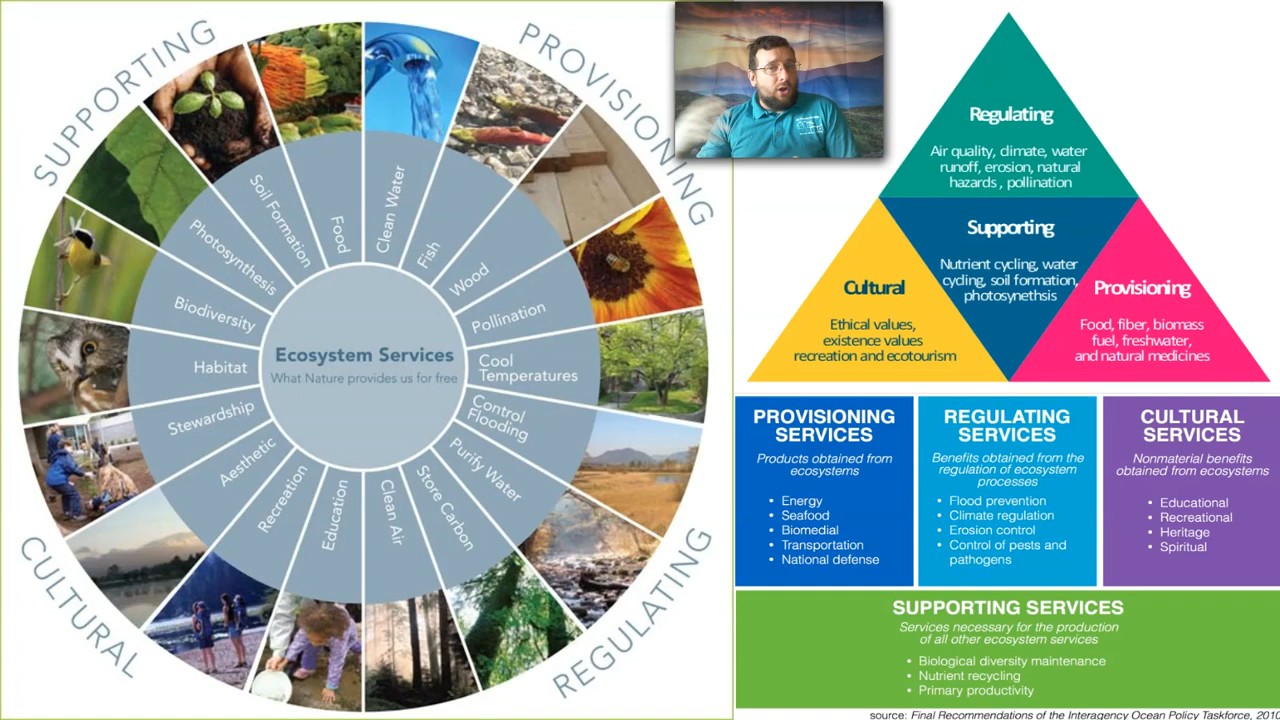 SUPPORTING
PROVISIONING
CULTURAL
REGULATING
Food
Clean Water
Fish
Wood
Pollination
Cool
Temperatures
Control
Flooding
Purify Water
Store Carbon
Clean Air
Education
Recreation
Aesthetic
Stewardship
Habitat
Biodiversity
Photosynthesis
Soil Formation
Ecosystem Services
What Nature provides us for free
Regulating
Air quality, climate, water
runoff, erosion, natural
hazards , pollination
Supporting
Nutrient cycling, water
cycling, soil formation,
photosynethsis
Cultural
Ethical values,
existence values
recreation and ecotourism
Provisioning
Food, fiber, biomass
fuel, freshwater,
and natural medicines
PROVISIONING
SERVICES
Products obtained from
ecosystems
• Energy
• Seafood
• Biomedial
• Transportation
• National defense
REGULATING
SERVICES
Benefits obtained from the
regulation of ecosystem
processes
• Flood prevention
• Climate regulation
• Erosion control
• Control of pests and
pathogens
CULTURAL
SERVICES
Nonmaterial benefits
obtained from ecosystems
• Educational
• Recreational
• Heritage
• Spiritual
SUPPORTING SERVICES
Services necessary for the production
of all other ecosystem services
• Biological diversity maintenance
• Nutrient recycling
• Primary productivity
source: Final Recommendations of the Interagency Ocean Policy Taskforce, 2010